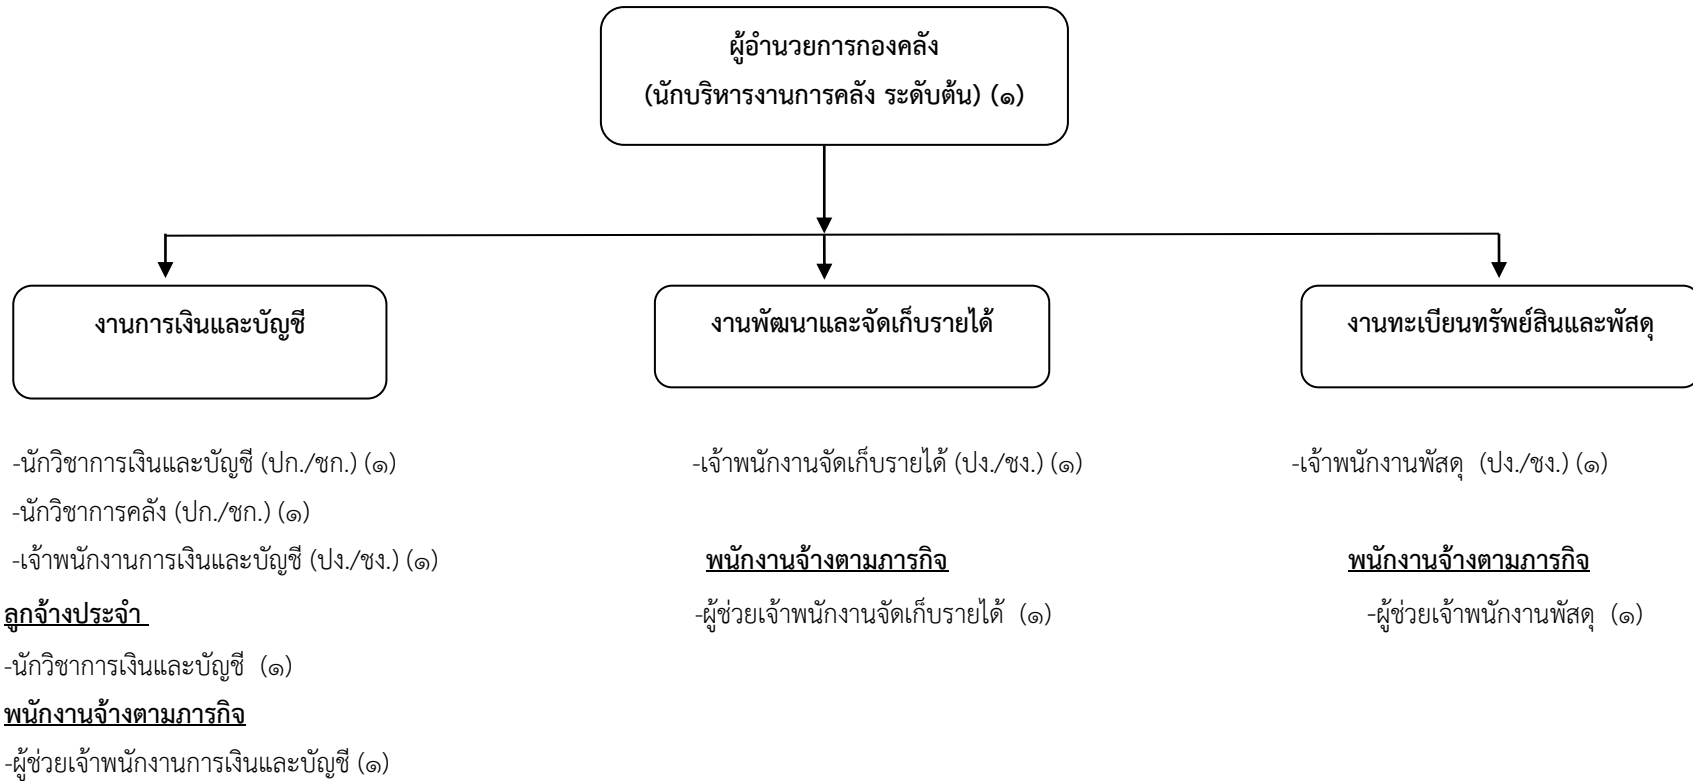 ผู้อำนวยการกองคลัง
(นักบริหารงานการคลัง ระดับต้น) (๑)
งานการเงินและบัญชี
-นักวิชาการเงินและบัญชี (ปก./ชก.) (๑)
-นักวิชาการคลัง (ปก./ชก.) (๑)
-เจ้าพนักงานการเงินและบัญชี (ปง./ชง.) (๑)
ลูกจ้างประจำ
-นักวิชาการเงินและบัญชี (๑)
พนักงานจ้างตามภารกิจ
-ผู้ช่วยเจ้าพนักงานการเงินและบัญชี (๑)
งานพัฒนาและจัดเก็บรายได้
-เจ้าพนักงานจัดเก็บรายได้ (ปง./ชง.) (๑)
พนักงานจ้างตามภารกิจ
-ผู้ช่วยเจ้าพนักงานจัดเก็บรายได้ (๑)
งานทะเบียนทรัพย์สินและพัสดุ
-เจ้าพนักงานพัสดุ (ปง./ชง.) (๑)
พนักงานจ้างตามภารกิจ
-ผู้ช่วยเจ้าพนักงานพัสดุ (๑)